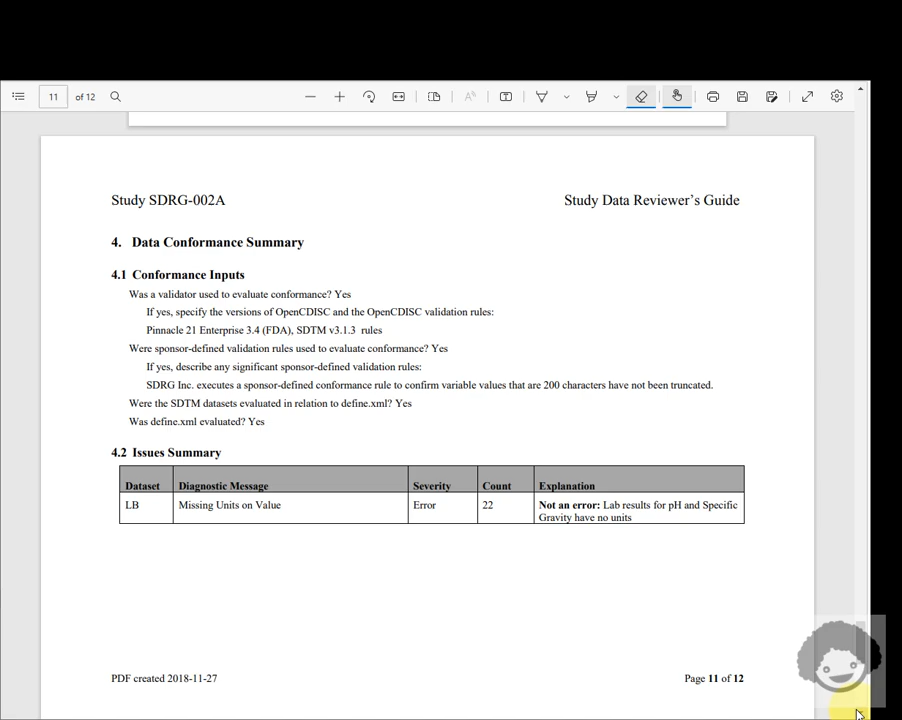 11 of 12
Study SDRG-002A Study Data Reviewer’s Guide
4. Data Conformance Summary
4.1 Conformance Inputs
Was a validator used to evaluate conformance? Yes
If yes, specify the versions of OpenCDISC and the OpenCDISC validation rules:
Pinnacle 21 Enterprise 3.4 (FDA), SDTM v3.1.3 rules
Were sponsor-defined validation rules used to evaluate conformance? Yes
If yes, describe any significant sponsor-defined validation rules:
SDRG Inc. executes a sponsor-defined conformance rule to confirm variable values that are 200 characters have not been truncated.
Were the SDTM datasets evaluated in relation to define.xml? Yes
Was define.xml evaluated? Yes
4.2 Issues Summary
Dataset Diagnostic Message Severity Count Explanation
LB Missing Units on Value Error 22 Not an error: Lab results for pH and Specific
Gravity have no units
PDF created 2018-11-27 Page 11 of 12